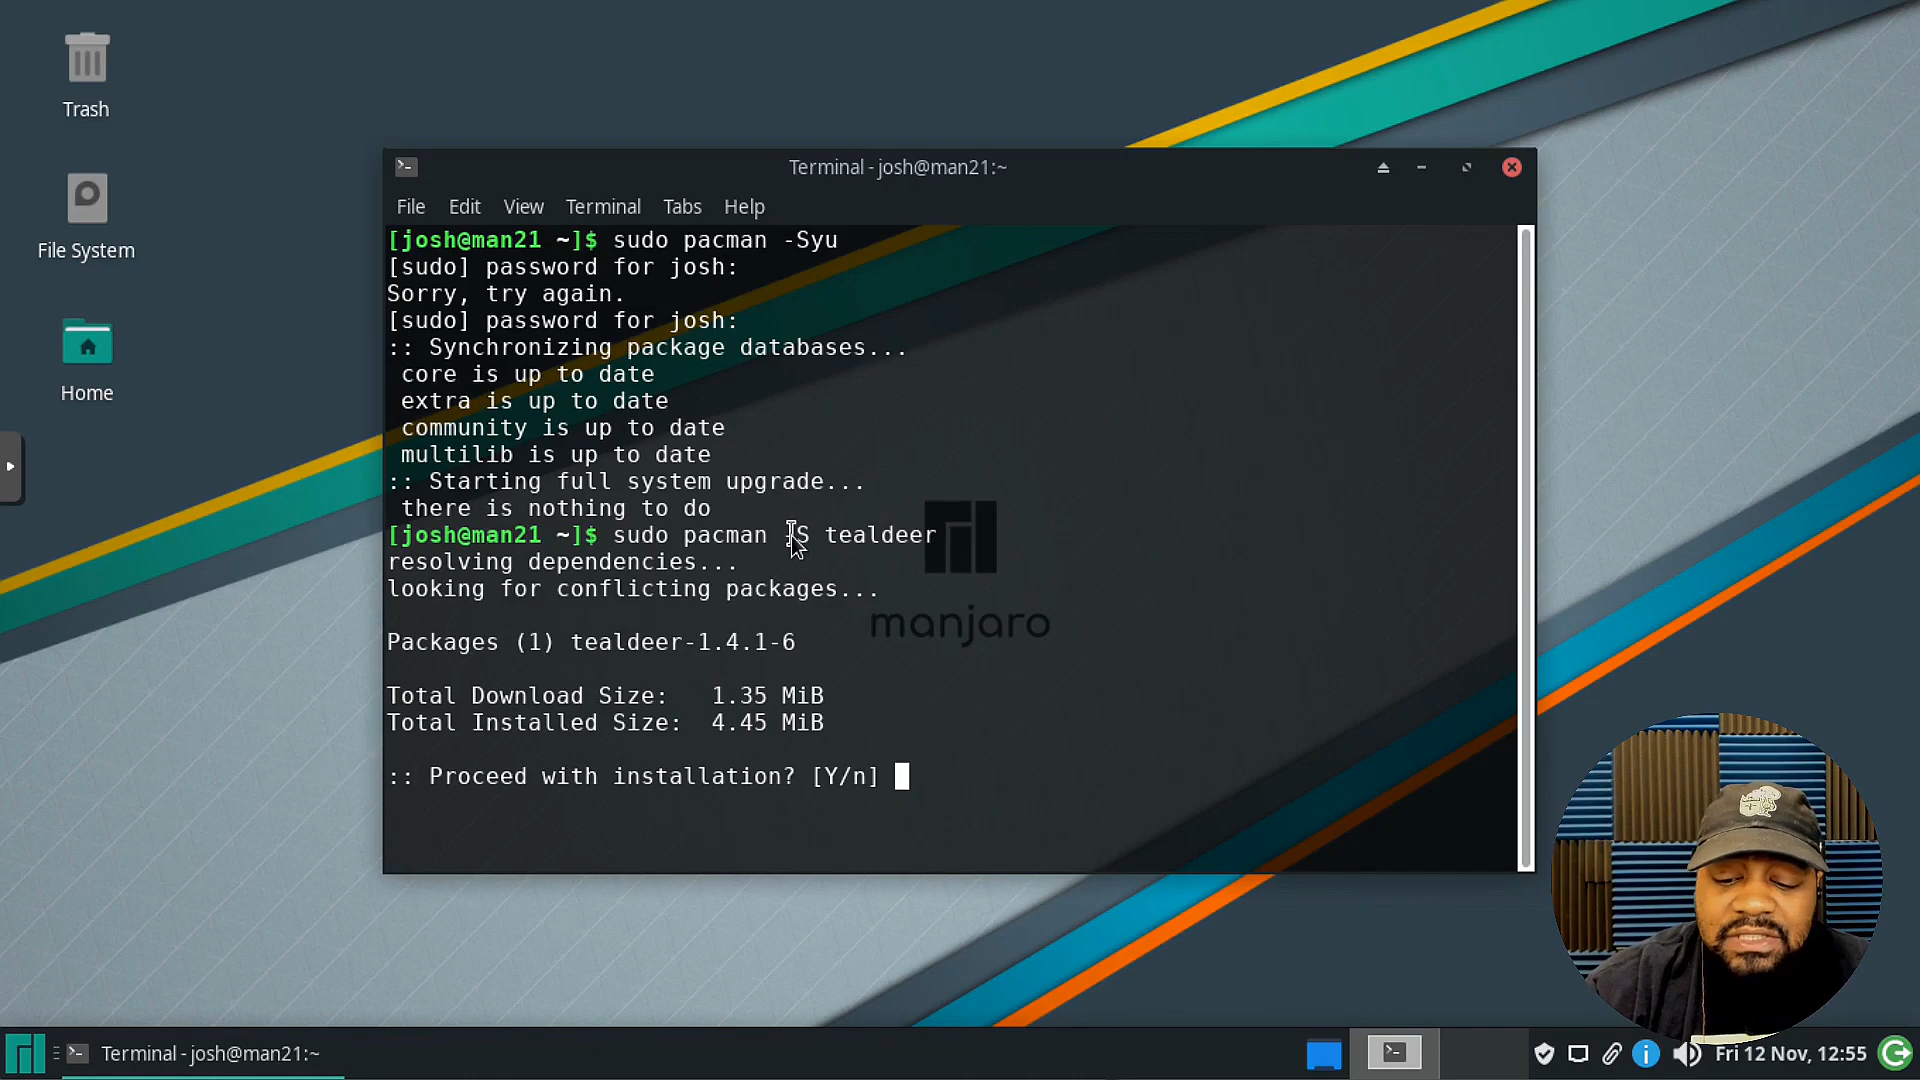 Trash
File System
Home
Terminal - josh@man21:~
File Edit View Terminal Tabs Help
[josh@man21 ~]$ sudo pacman -Syu
[sudo] password for josh:
Sorry, try again.
[sudo] password for josh:
:: Synchronizing package databases...
core is up to date
extra is up to date
community is up to date
multilib is up to date
:: Starting full system upgrade...
there is nothing to do
[josh@man21 ~]$ sudo pacman -S tealdeer
resolving dependencies...
looking for conflicting packages...
manjaro
Packages (1) tealdeer-1.4.1-6
Total Download Size: 1.35 MiB
Total Installed Size: 4.45 MiB
:: Proceed with installation? [Y/n]
Terminal - josh@man21:~
Fri 12 Nov, 12:55